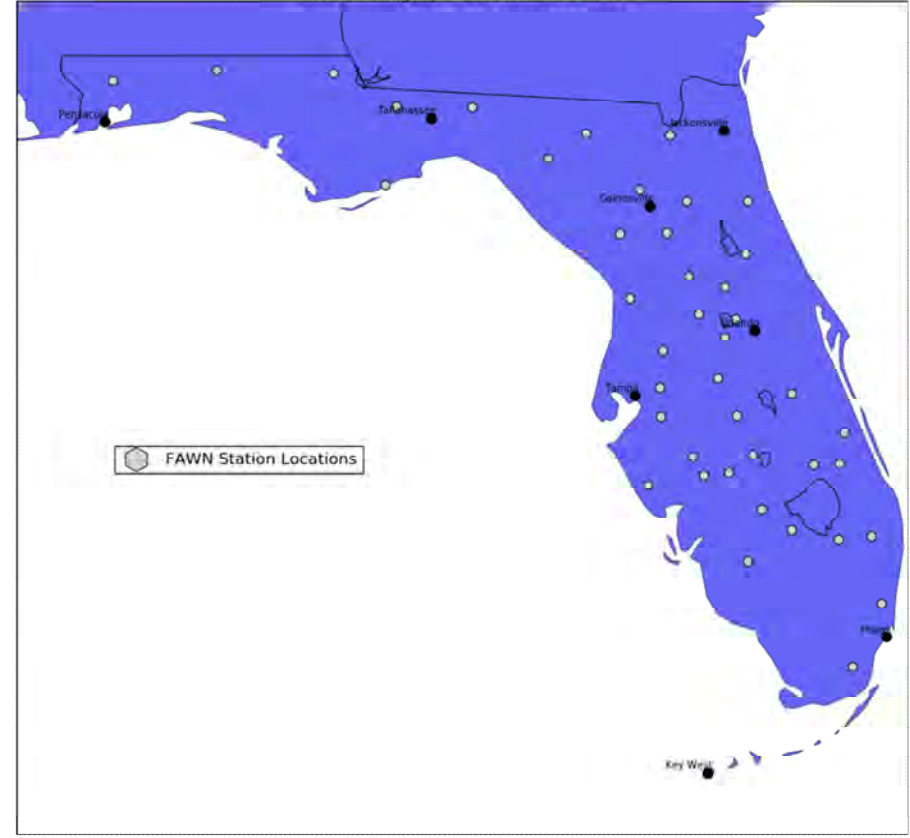 Pensacola
Tallahassee
Jacksonville
Gainesville
Orlando
Tampa
FAWN Station Locations
Miami
Key West